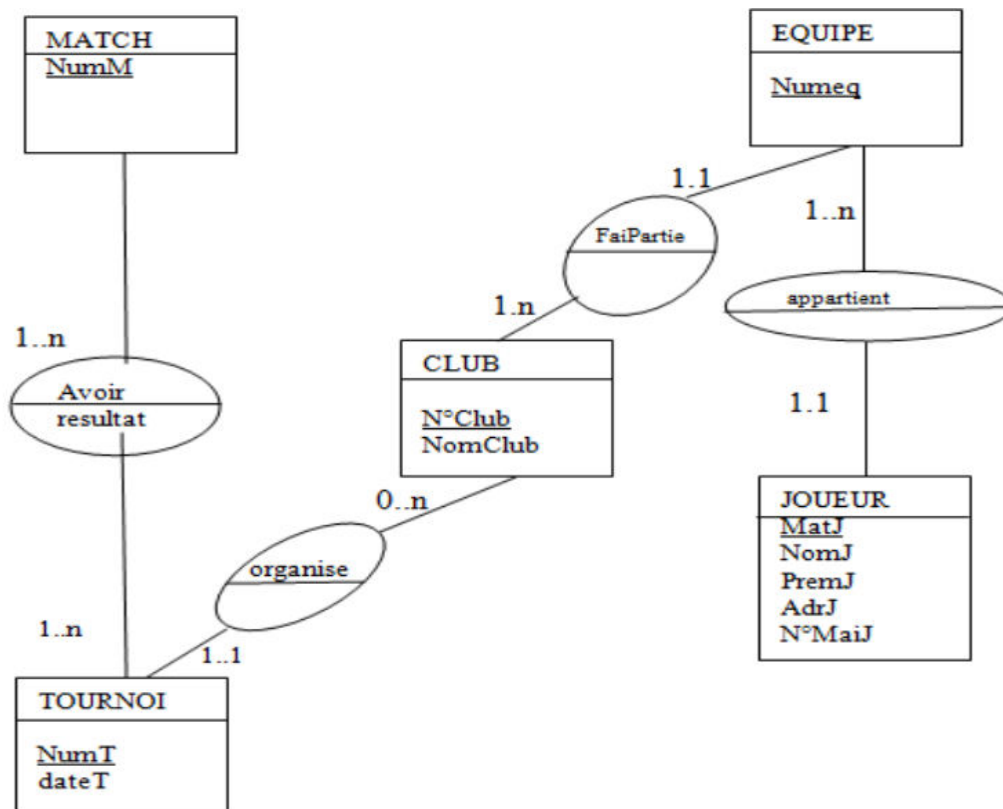 MATCH
NumM
EQUIPE
Numeq
1.1
1..n
FaiPartie
appartient
1.n
1..n
CLUB
N°Club
NomClub
Avoir
resultat
1.1
JOUEUR
MatJ
NomJ
PremJ
AdrJ
N°MaiJ
0..n
organise
1..n
1..1
TOURNOI
NumT
dateT